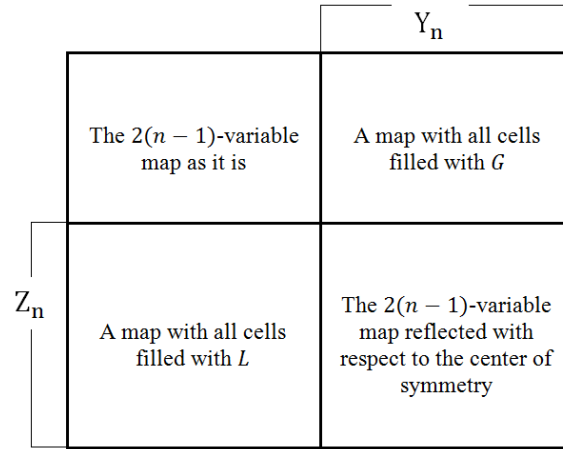 Yₙ
The 2(n − 1)-variable
map as it is
A map with all cells
filled with G
Zₙ
A map with all cells
filled with L
The 2(n − 1)-variable
map reflected with
respect to the center of
symmetry